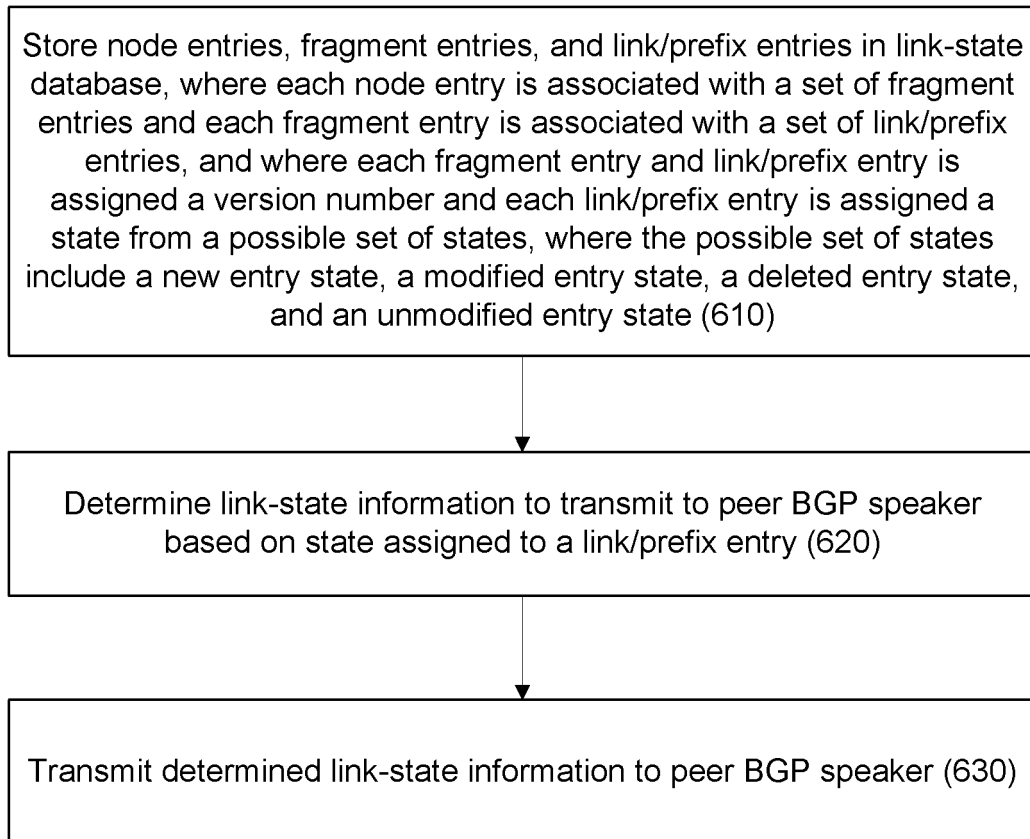 Store node entries, fragment entries, and link/prefix entries in link-state
database, where each node entry is associated with a set of fragment
entries and each fragment entry is associated with a set of link/prefix
entries, and where each fragment entry and link/prefix entry is
assigned a version number and each link/prefix entry is assigned a
state from a possible set of states, where the possible set of states
include a new entry state, a modified entry state, a deleted entry state,
and an unmodified entry state (610)
Determine link-state information to transmit to peer BGP speaker
based on state assigned to a link/prefix entry (620)
Transmit determined link-state information to peer BGP speaker (630)